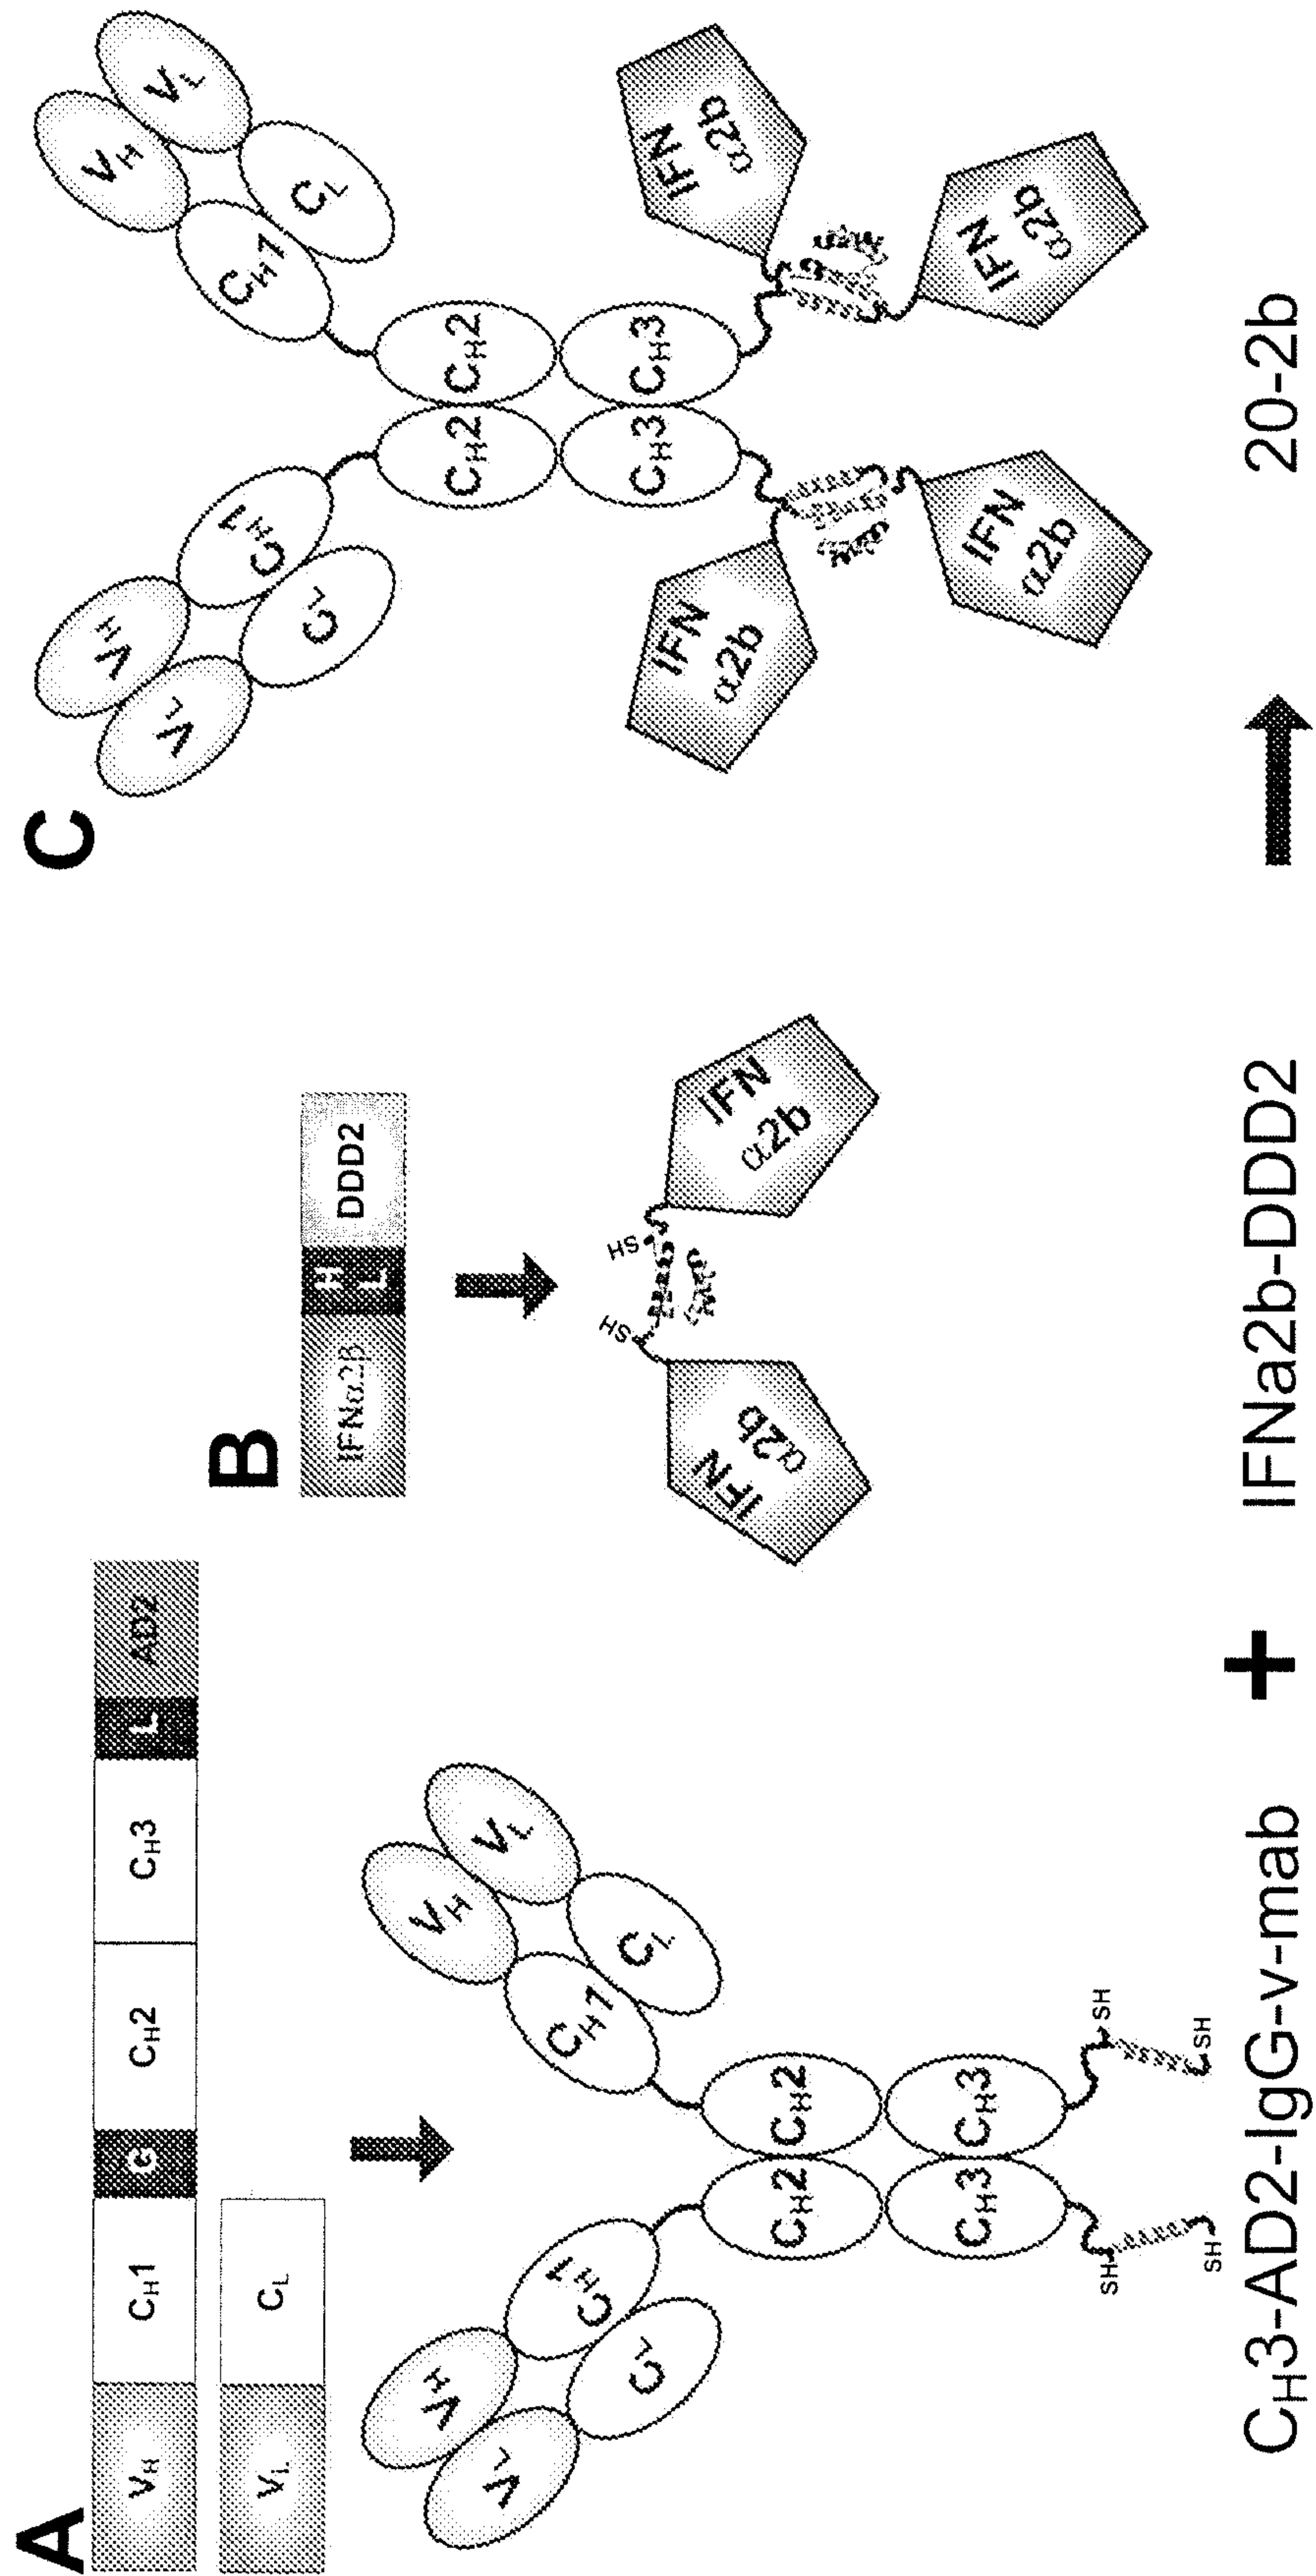 A
VH CH1 G CH2 CH3 L AD2
VL CL
VH VH
VL VL
CH1 CH1
CL CL
CH2 CH2
CH3 CH3
SH SH
SH SH
CH3-AD2-IgG-v-mab
+
B
IFNα2β HL DDD2
SH SH
IFN α2b
IFN α2b
IFNa2b-DDD2
C
VH VH
VL VL
CH1 CH1
CL CL
CH2 CH2
CH3 CH3
IFN α2b
IFN α2b
IFN α2b
IFN α2b
20-2b